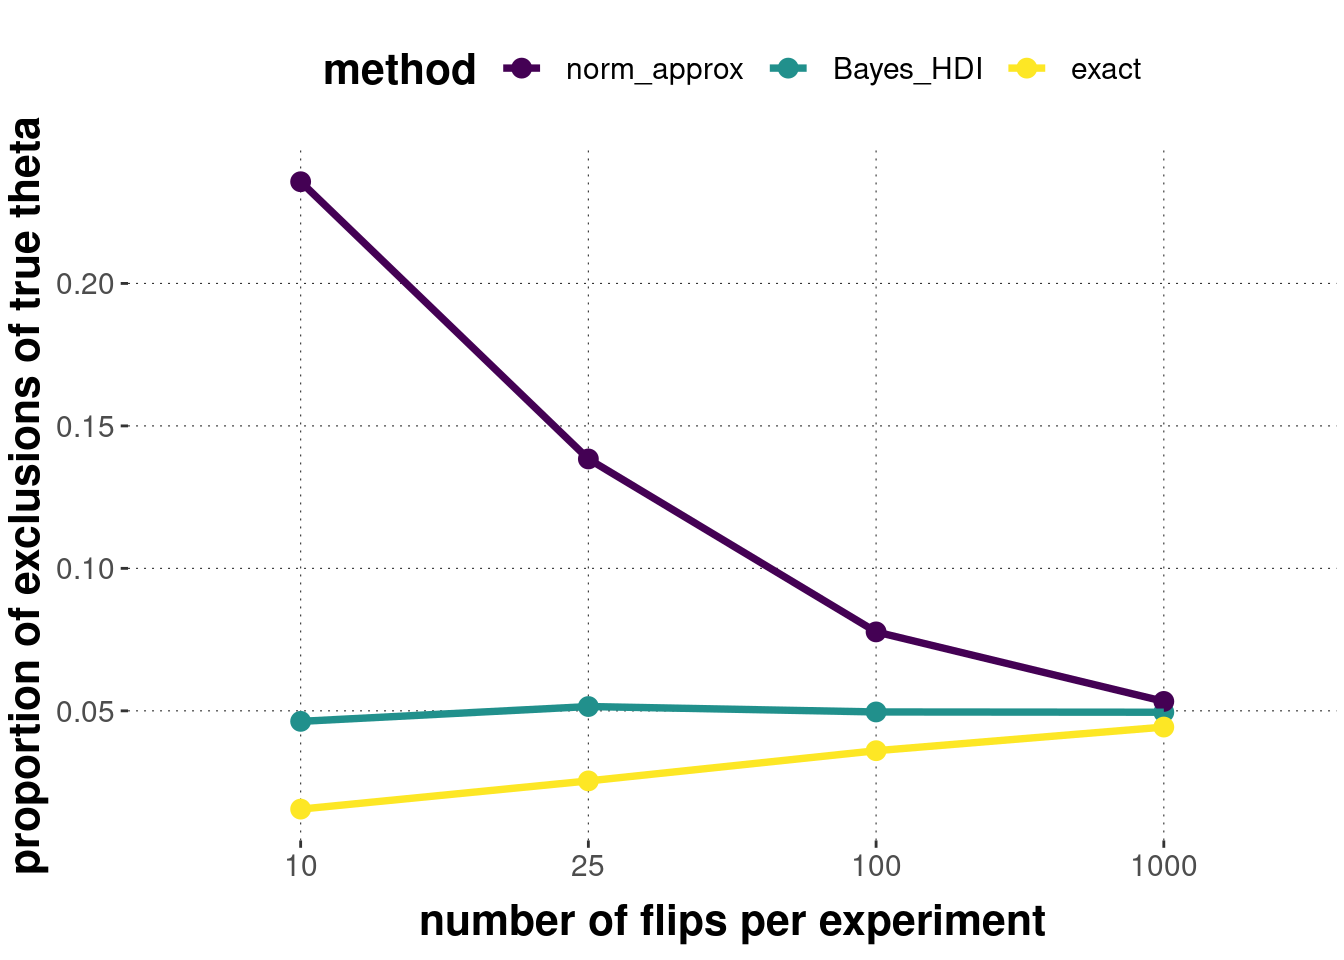 method norm_approx Bayes_HDI exact
proportion of exclusions of true theta
0.20
0.15
0.10
0.05
10 25 100 1000
number of flips per experiment